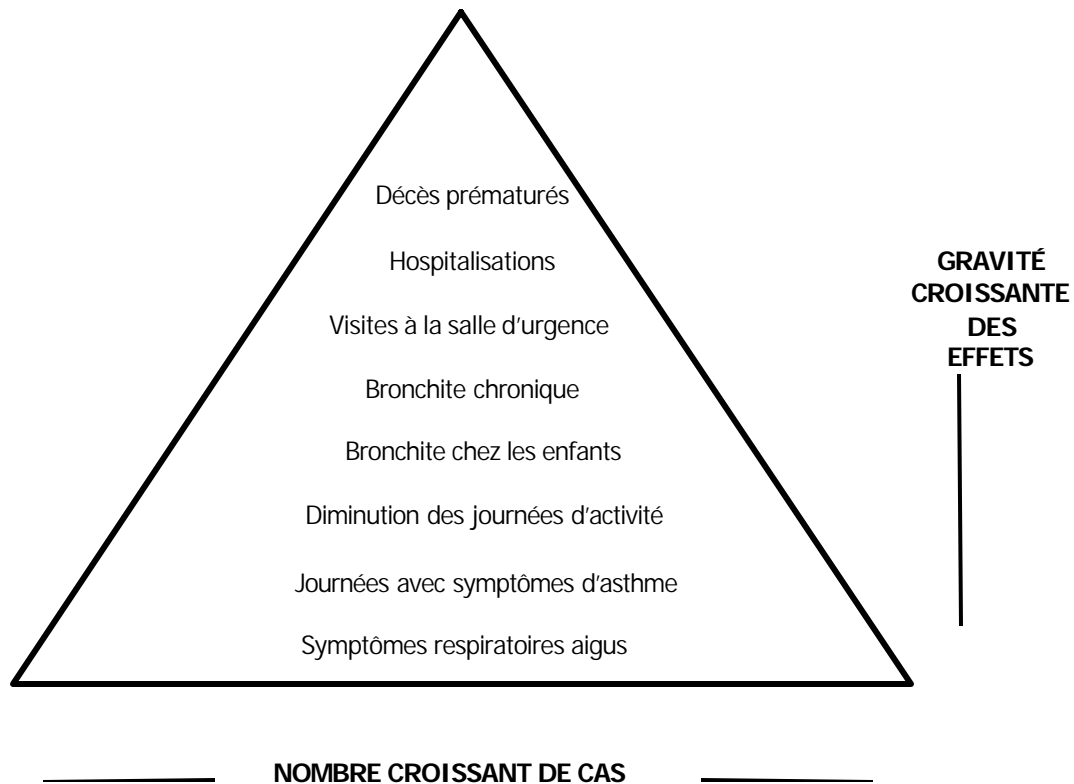 Décès prématurés
Hospitalisations
Visites à la salle d'urgence
Bronchite chronique
Bronchite chez les enfants
Diminution des journées d'activité
Journées avec symptômes d'asthme
Symptômes respiratoires aigus
GRAVITÉ
CROISSANTE
DES
EFFETS
NOMBRE CROISSANT DE CAS